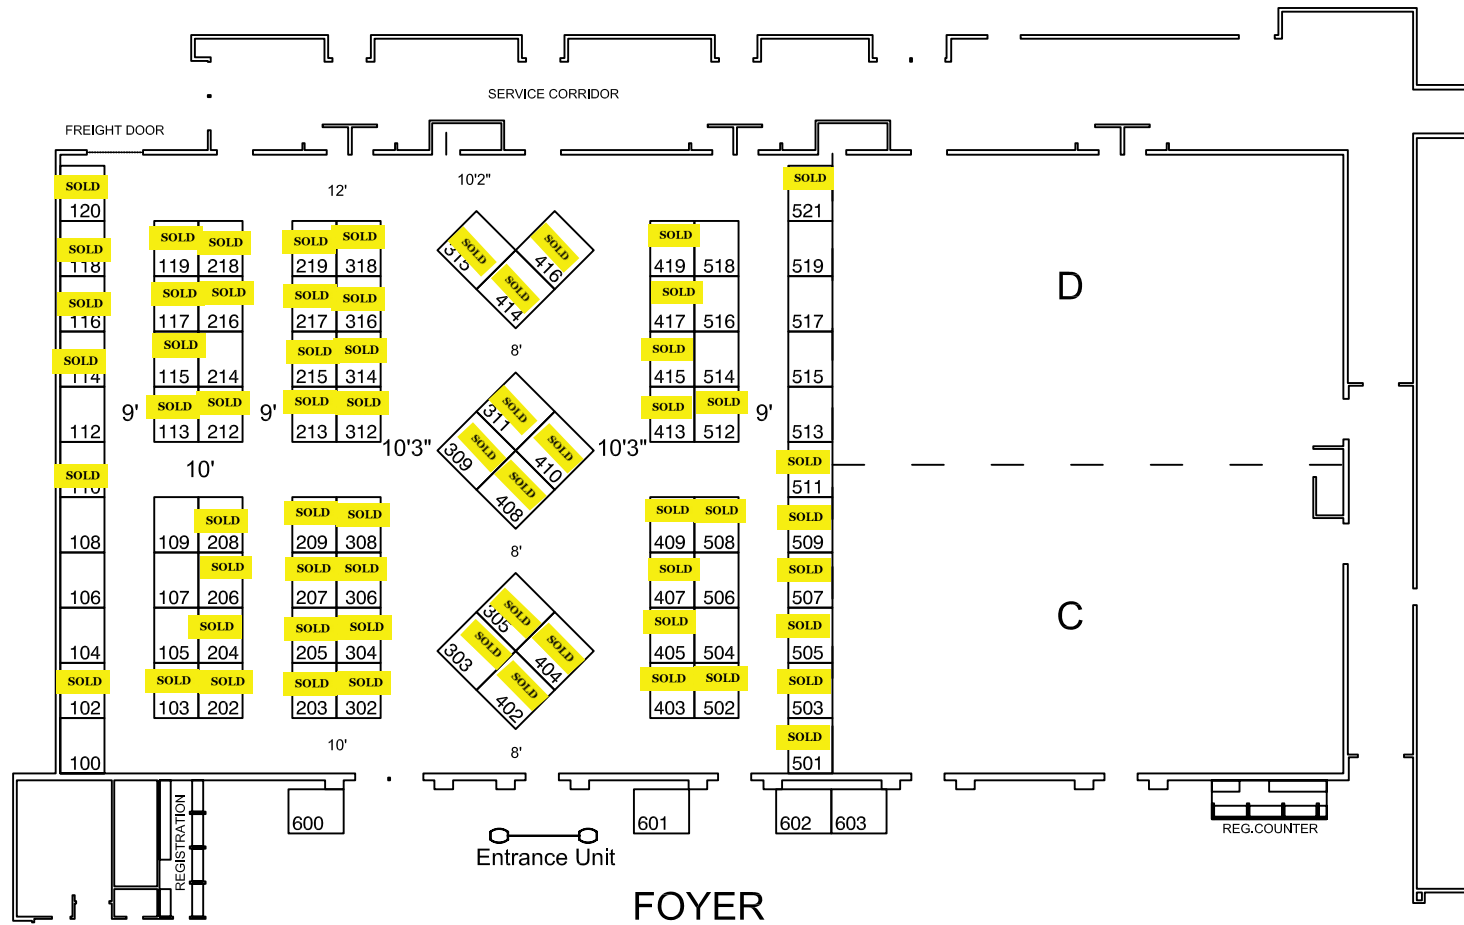 SERVICE CORRIDOR
FREIGHT DOOR
12'
10'2"
SOLD
120
SOLD
118
SOLD
116
SOLD
114
112
SOLD
110
108
106
104
SOLD
102
100
9'
SOLD SOLD
119 218
SOLD SOLD
117 216
SOLD
115 214
SOLD SOLD
113 212
10'
SOLD
109 208
SOLD
107 206
SOLD
105 204
SOLD SOLD
103 202
9'
SOLD SOLD
219 318
SOLD SOLD
217 316
SOLD SOLD
215 314
SOLD SOLD
213 312
SOLD SOLD
209 308
SOLD SOLD
207 306
SOLD SOLD
205 304
SOLD SOLD
203 302
10'
10'3"
SOLD
315
SOLD
416
SOLD
414
8'
SOLD
311
SOLD
309
SOLD
410
SOLD
408
8'
SOLD
305
SOLD
303
SOLD
404
SOLD
402
8'
10'3"
SOLD
419 518
SOLD
417 516
SOLD
415 514
SOLD SOLD
413 512
SOLD SOLD
409 508
SOLD
407 506
SOLD
405 504
SOLD SOLD
403 502
9'
SOLD
521
519
517
515
513
SOLD
511
SOLD
509
SOLD
507
SOLD
505
SOLD
503
SOLD
501
D
C
REGISTRATION
600
601
602 603
Entrance Unit
REG.COUNTER
FOYER